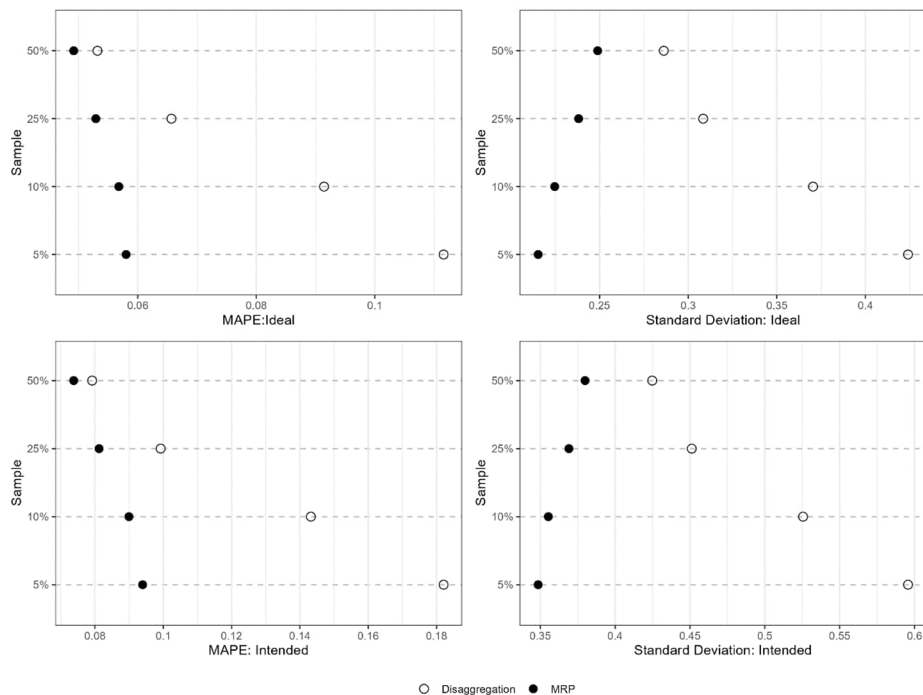 Sample
50%
25%
10%
5%
0.06 0.08 0.1
MAPE:Ideal
Sample
50%
25%
10%
5%
0.25 0.3 0.35 0.4
Standard Deviation: Ideal
Sample
50%
25%
10%
5%
0.08 0.1 0.12 0.14 0.16 0.18
MAPE: Intended
Sample
50%
25%
10%
5%
0.35 0.4 0.45 0.5 0.55 0.6
Standard Deviation: Intended
Disaggregation MRP